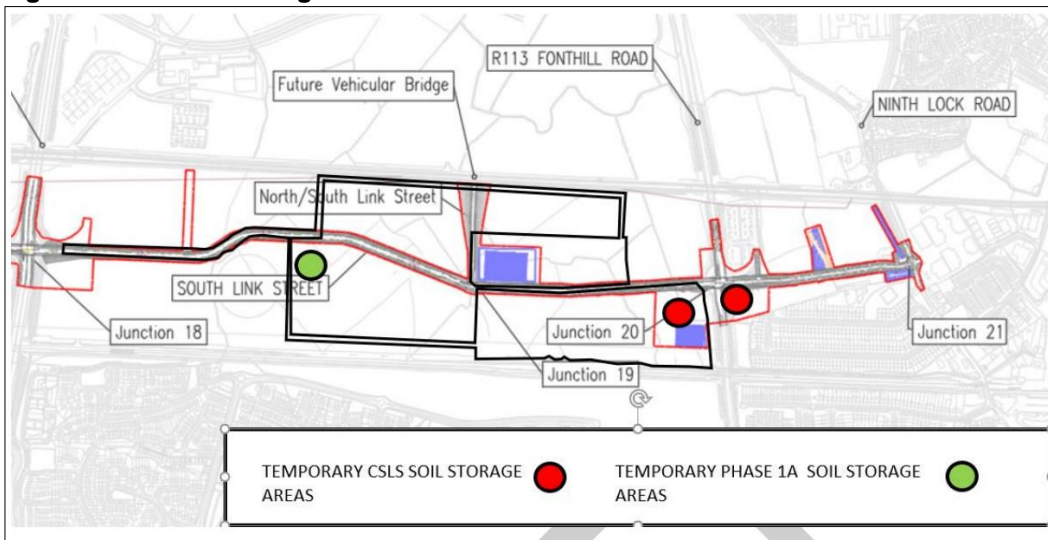 R113 FONTHILL ROAD
Future Vehicular Bridge
NINTH LOCK ROAD
North/South Link Street
SOUTH LINK STREET
Junction 18
Junction 20
Junction 21
Junction 19
TEMPORARY CSLS SOIL STORAGE
AREAS
TEMPORARY PHASE 1A SOIL STORAGE
AREAS